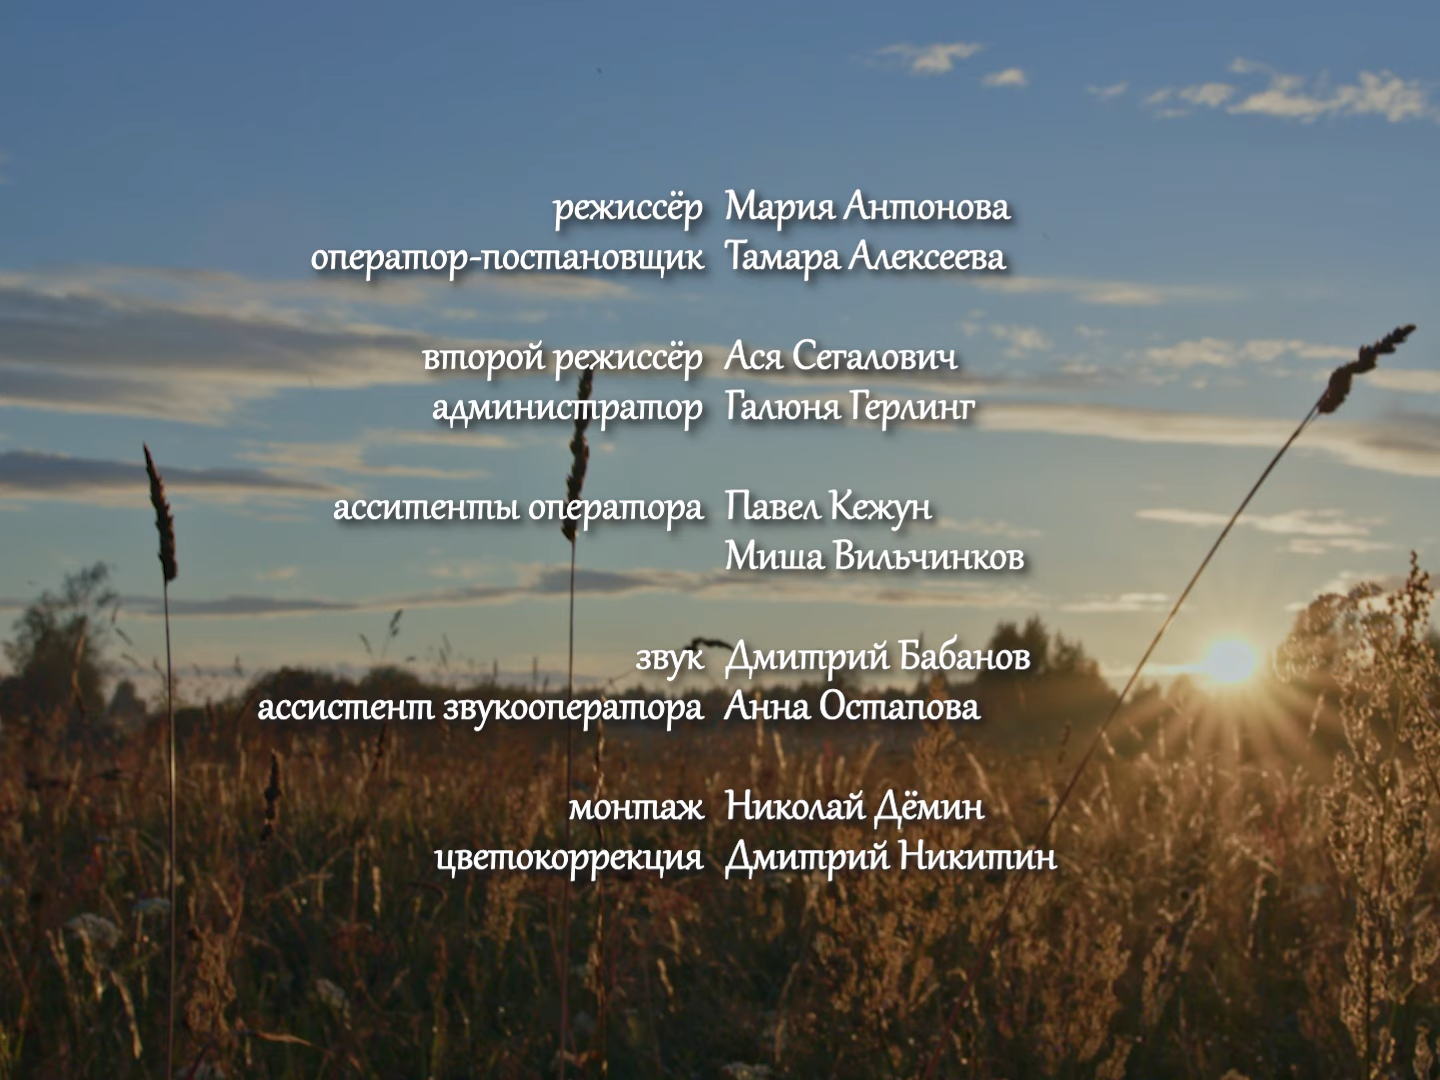 режиссёр Мария Антонова
оператор-постановщик Тамара Алексеева
второй режиссёр Ася Сегалович
администратор Галюня Герлинг
асситенты оператора Павел Кежун
Миша Вильчинков
звук Дмитрий Бабанов
ассистент звукооператора Анна Остапова
монтаж Николай Дёмин
цветокоррекция Дмитрий Никитин